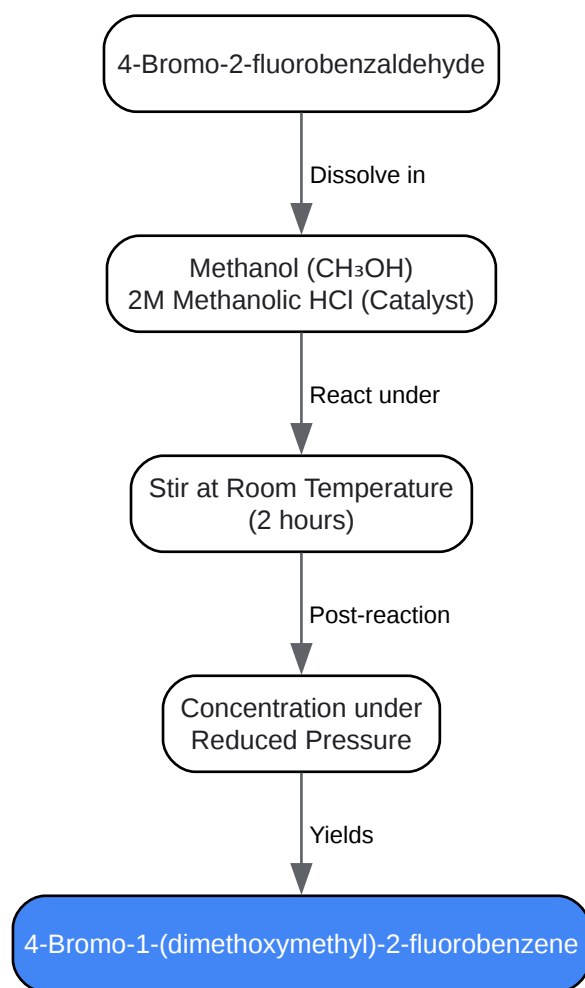 4-Bromo-2-fluorobenzaldehyde
Dissolve in
Methanol (CH₃OH)
2M Methanolic HCl (Catalyst)
React under
Stir at Room Temperature
(2 hours)
Post-reaction
Concentration under
Reduced Pressure
Yields
4-Bromo-1-(dimethoxymethyl)-2-fluorobenzene